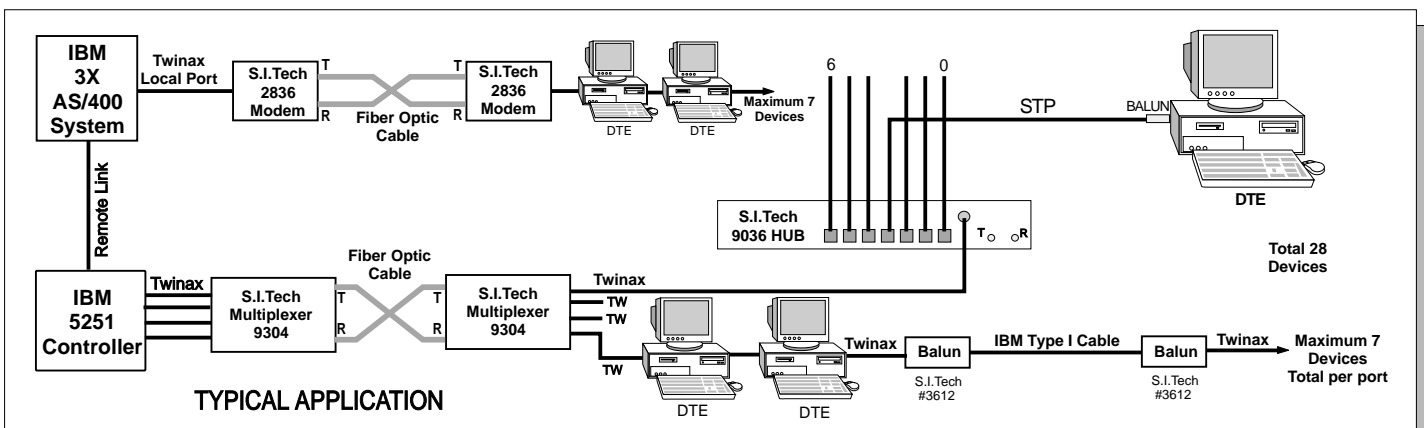 IBM
3X
AS/400
System
Twinax
Local Port
S.I.Tech
2836
Modem
T
R
Fiber Optic
Cable
T
R
S.I.Tech
2836
Modem
DTE
DTE
Maximum 7
Devices
6
0
STP
BALUN
DTE
S.I.Tech
9036 HUB
T
R
Total 28
Devices
Remote Link
IBM
5251
Controller
Twinax
S.I.Tech
Multiplexer
9304
T
R
Fiber Optic
Cable
T
R
S.I.Tech
Multiplexer
9304
Twinax
TW
TW
TW
DTE
DTE
Twinax
Balun
S.I.Tech
#3612
IBM Type I Cable
Balun
S.I.Tech
#3612
Twinax
Maximum 7
Devices
Total per port
TYPICAL APPLICATION